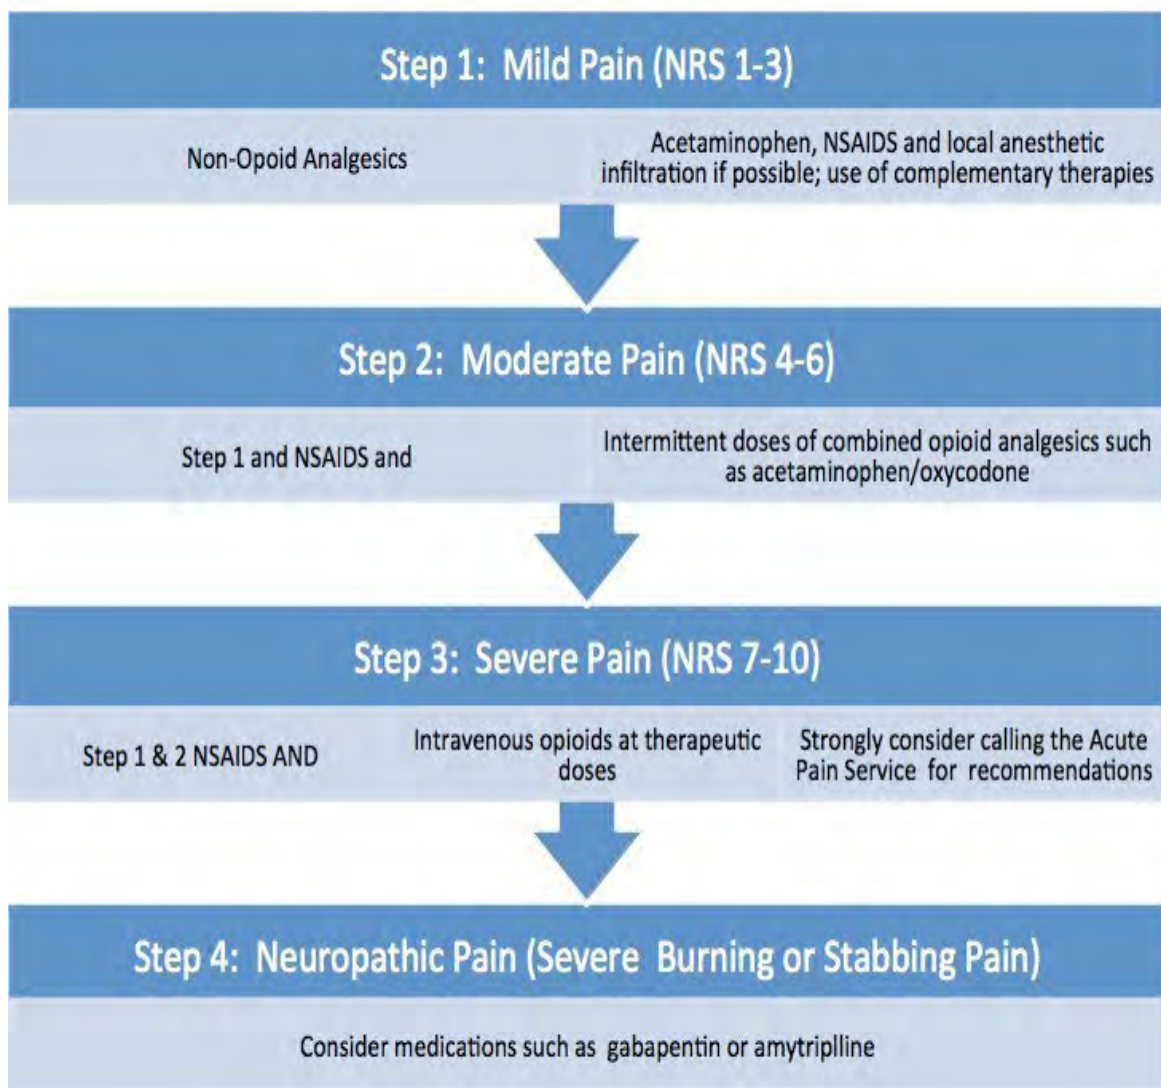 Step 1: Mild Pain (NRS 1-3)
Non-Opoid Analgesics
Acetaminophen, NSAIDS and local anesthetic
infiltration if possible; use of complementary therapies
Step 2: Moderate Pain (NRS 4-6)
Step 1 and NSAIDS and
Intermittent doses of combined opioid analgesics such
as acetaminophen/oxycodone
Step 3: Severe Pain (NRS 7-10)
Step 1 & 2 NSAIDS AND
Intravenous opioids at therapeutic
doses
Strongly consider calling the Acute
Pain Service for recommendations
Step 4: Neuropathic Pain (Severe Burning or Stabbing Pain)
Consider medications such as gabapentin or amytriplline